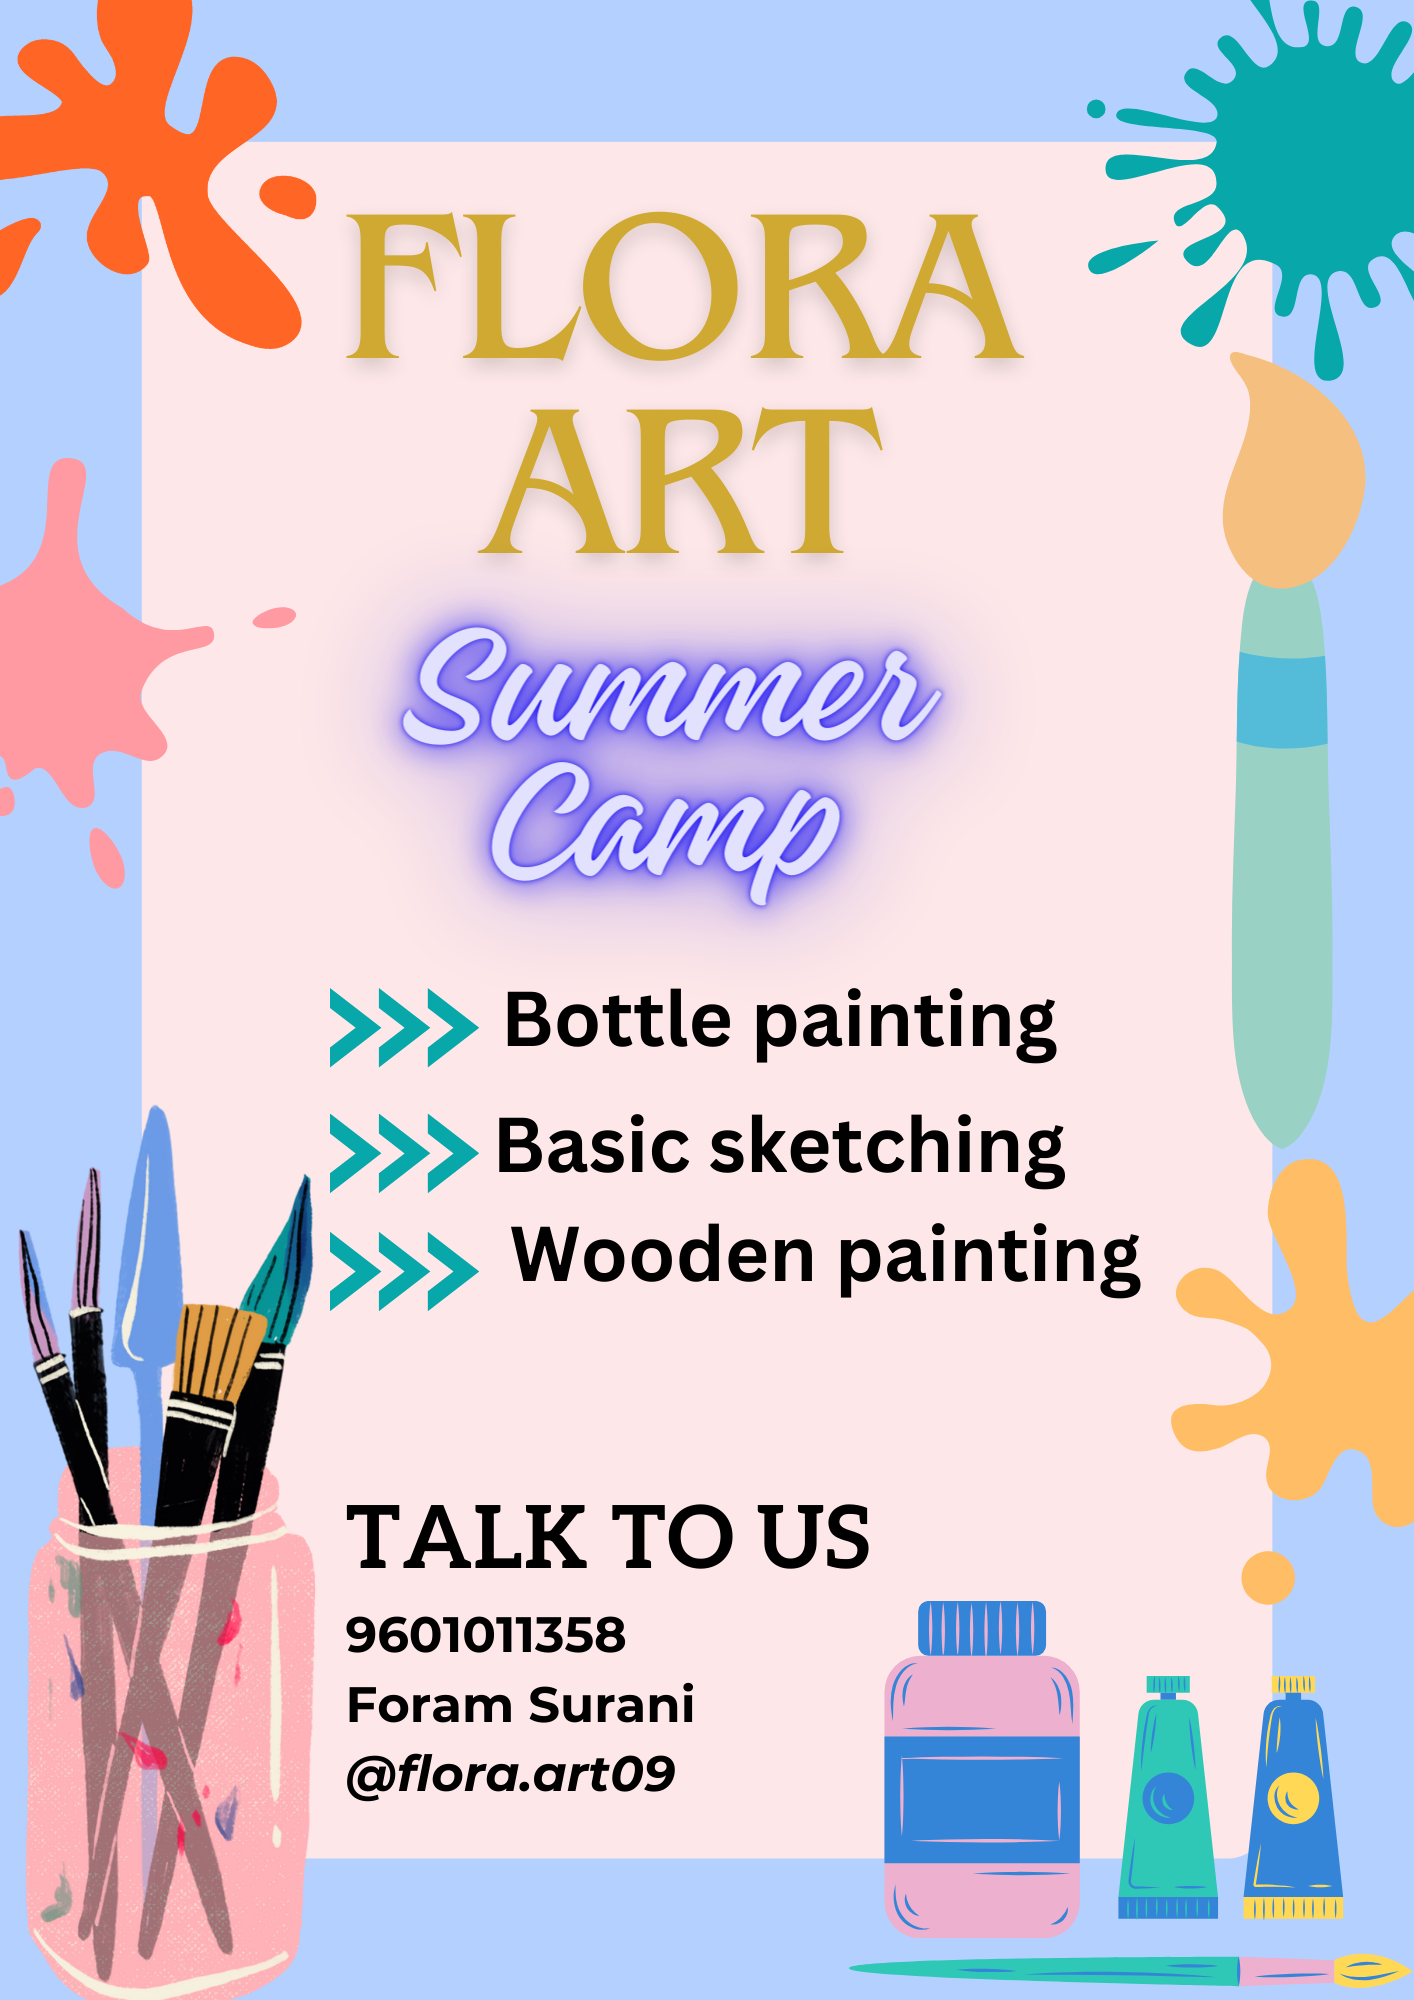 FLORA
ART
Summer
Camp
Bottle painting
Basic sketching
Wooden painting
TALK TO US
9601011358
Foram Surani
@flora.art09